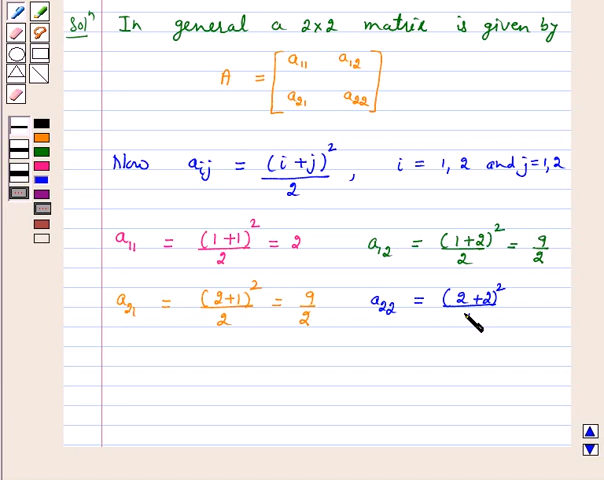 Solⁿ In general a 2×2 matrix is given by
A = [ a₁₁ a₁₂
a₂₁ a₂₂ ]
Now aᵢⱼ = (i+j)²/2, i = 1, 2 and j=1,2
a₁₁ = (1+1)²/2 = 2 a₁₂ = (1+2)²/2 = 9/2
a₂₁ = (2+1)²/2 = 9/2 a₂₂ = (2+2)²